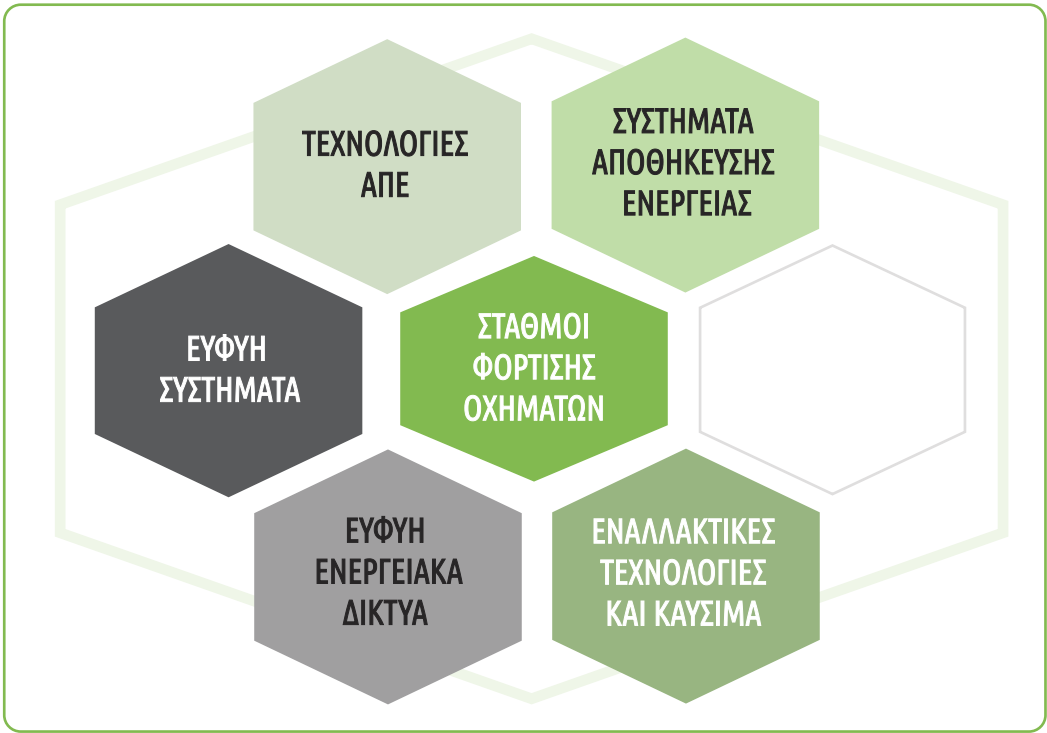 ΤΕΧΝΟΛΟΓΙΕΣ
ΑΠΕ
ΣΥΣΤΗΜΑΤΑ
ΑΠΟΘΗΚΕΥΣΗΣ
ΕΝΕΡΓΕΙΑΣ
ΕΥΦΥΗ
ΣΥΣΤΗΜΑΤΑ
ΣΤΑΘΜΟΙ
ΦΟΡΤΙΣΗΣ
ΟΧΗΜΑΤΩΝ
ΕΥΦΥΗ
ΕΝΕΡΓΕΙΑΚΑ
ΔΙΚΤΥΑ
ΕΝΑΛΛΑΚΤΙΚΕΣ
ΤΕΧΝΟΛΟΓΙΕΣ
ΚΑΙ ΚΑΥΣΙΜΑ